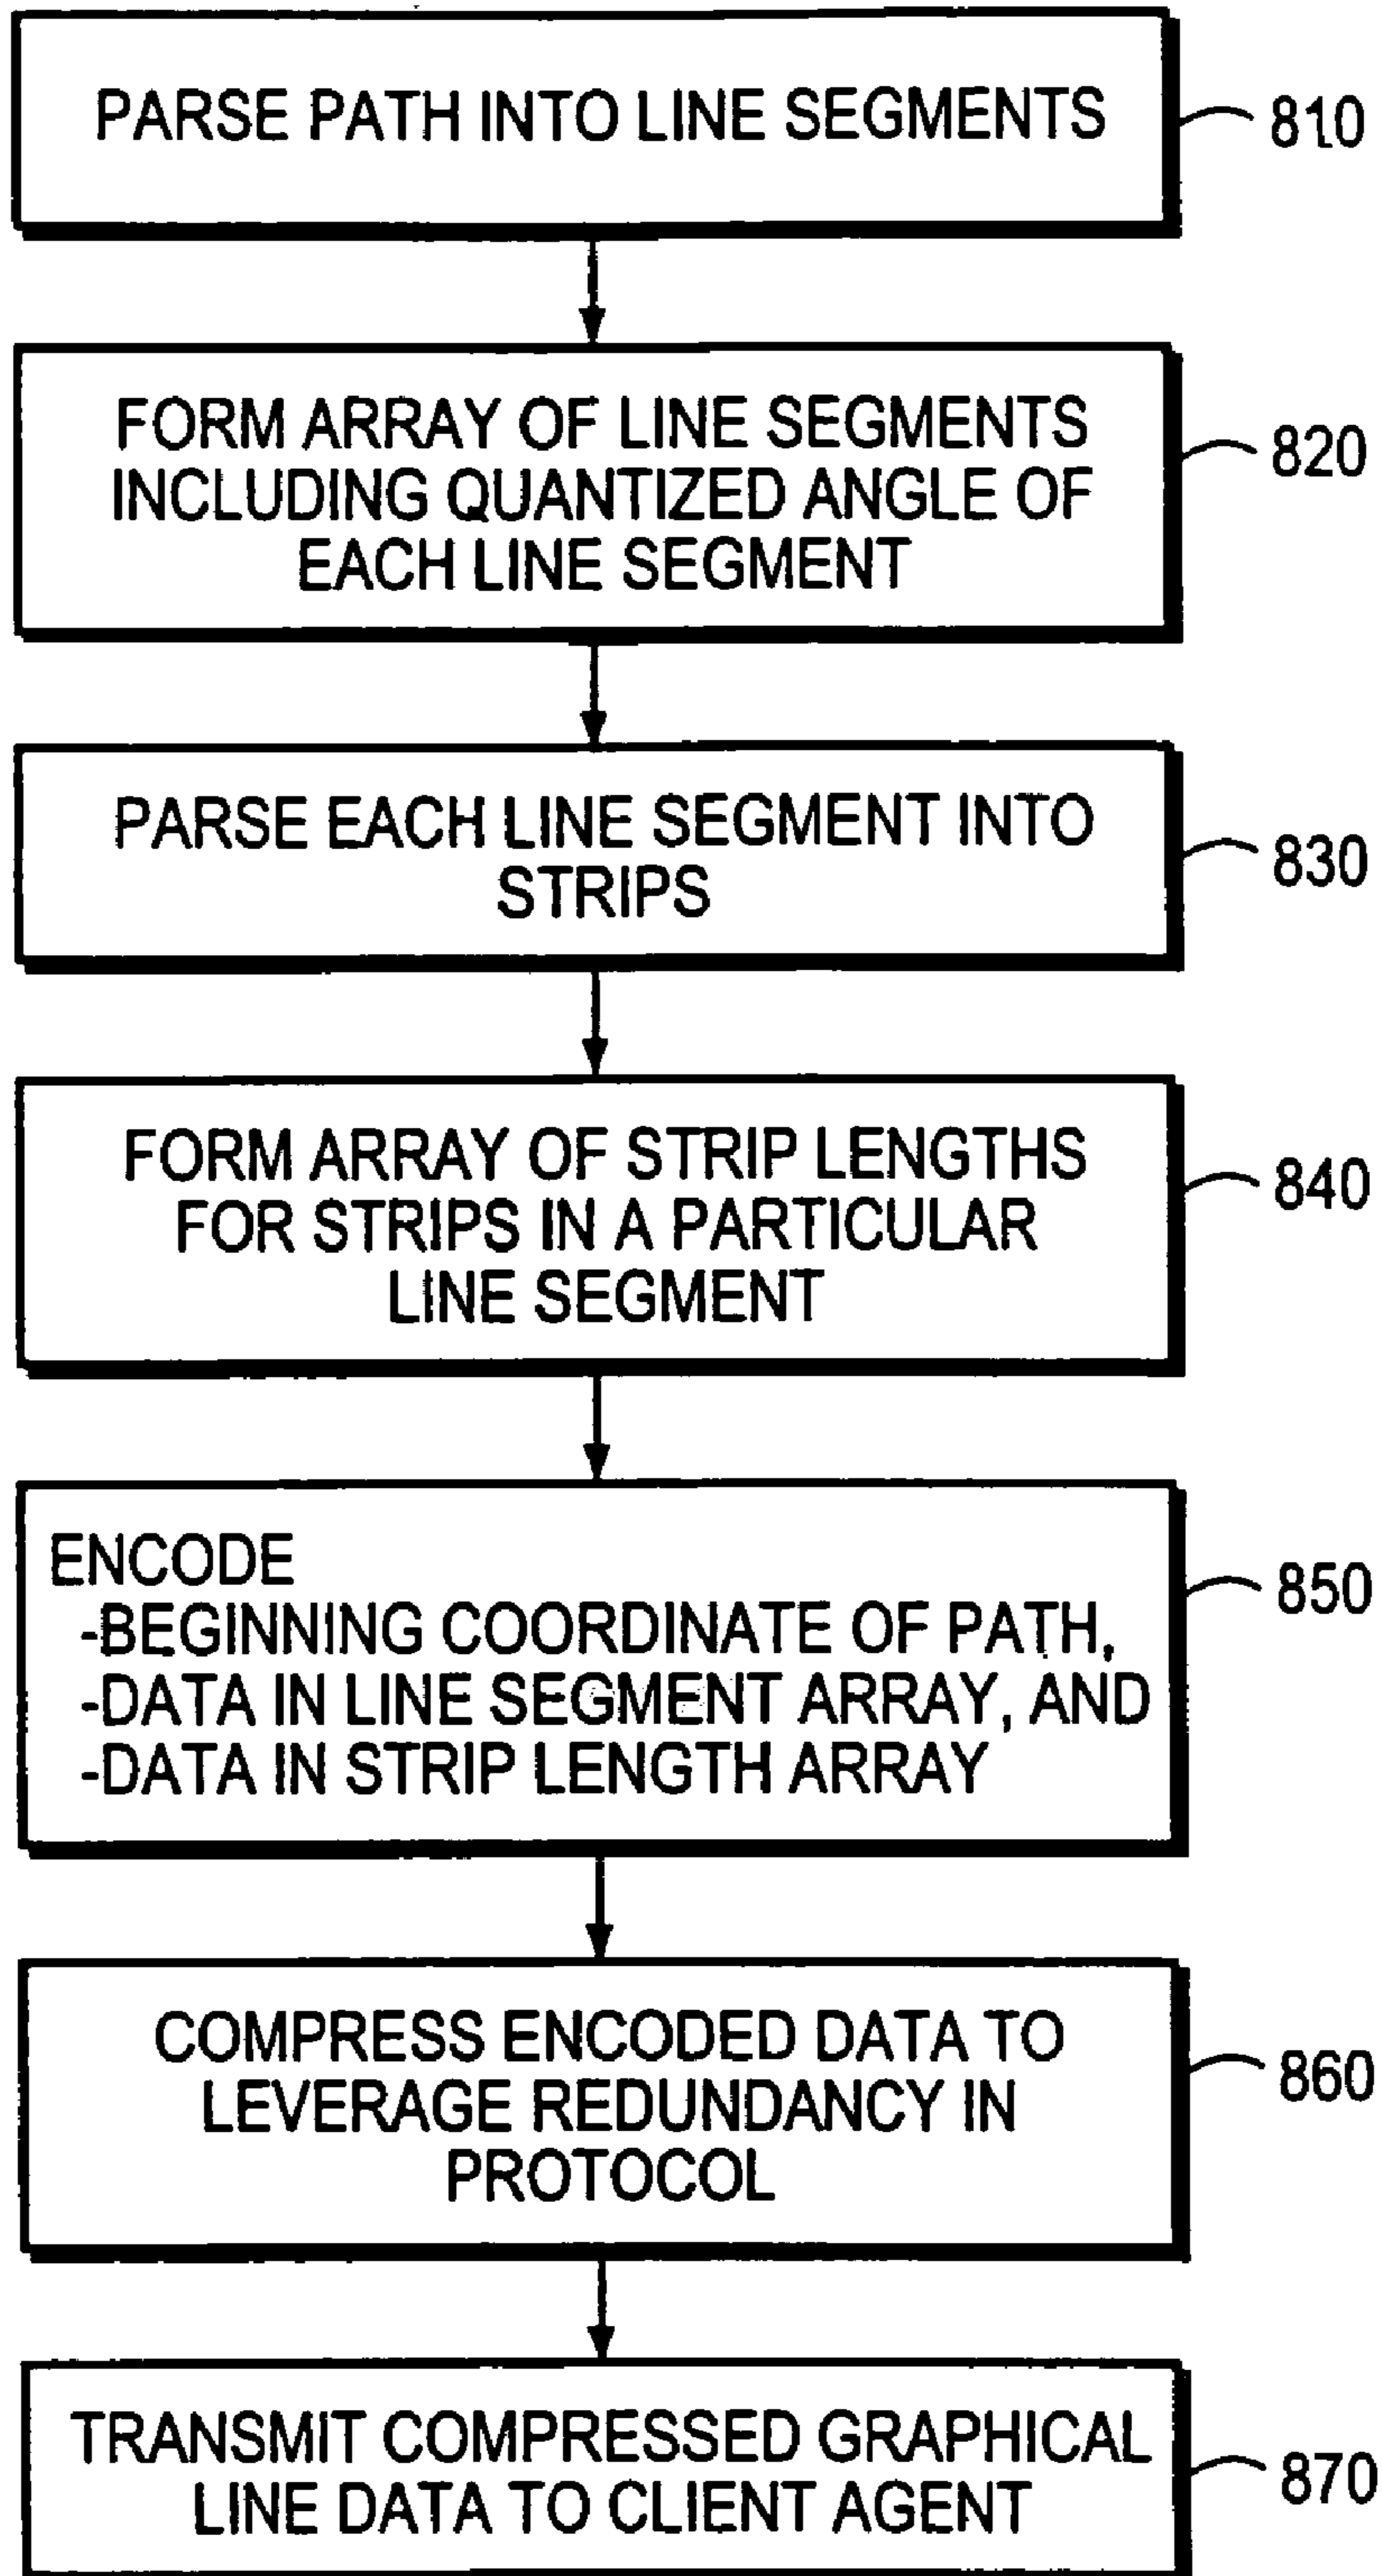 PARSE PATH INTO LINE SEGMENTS
810
FORM ARRAY OF LINE SEGMENTS
INCLUDING QUANTIZED ANGLE OF
EACH LINE SEGMENT
820
PARSE EACH LINE SEGMENT INTO
STRIPS
830
FORM ARRAY OF STRIP LENGTHS
FOR STRIPS IN A PARTICULAR
LINE SEGMENT
840
ENCODE
-BEGINNING COORDINATE OF PATH,
-DATA IN LINE SEGMENT ARRAY, AND
-DATA IN STRIP LENGTH ARRAY
850
COMPRESS ENCODED DATA TO
LEVERAGE REDUNDANCY IN
PROTOCOL
860
TRANSMIT COMPRESSED GRAPHICAL
LINE DATA TO CLIENT AGENT
870